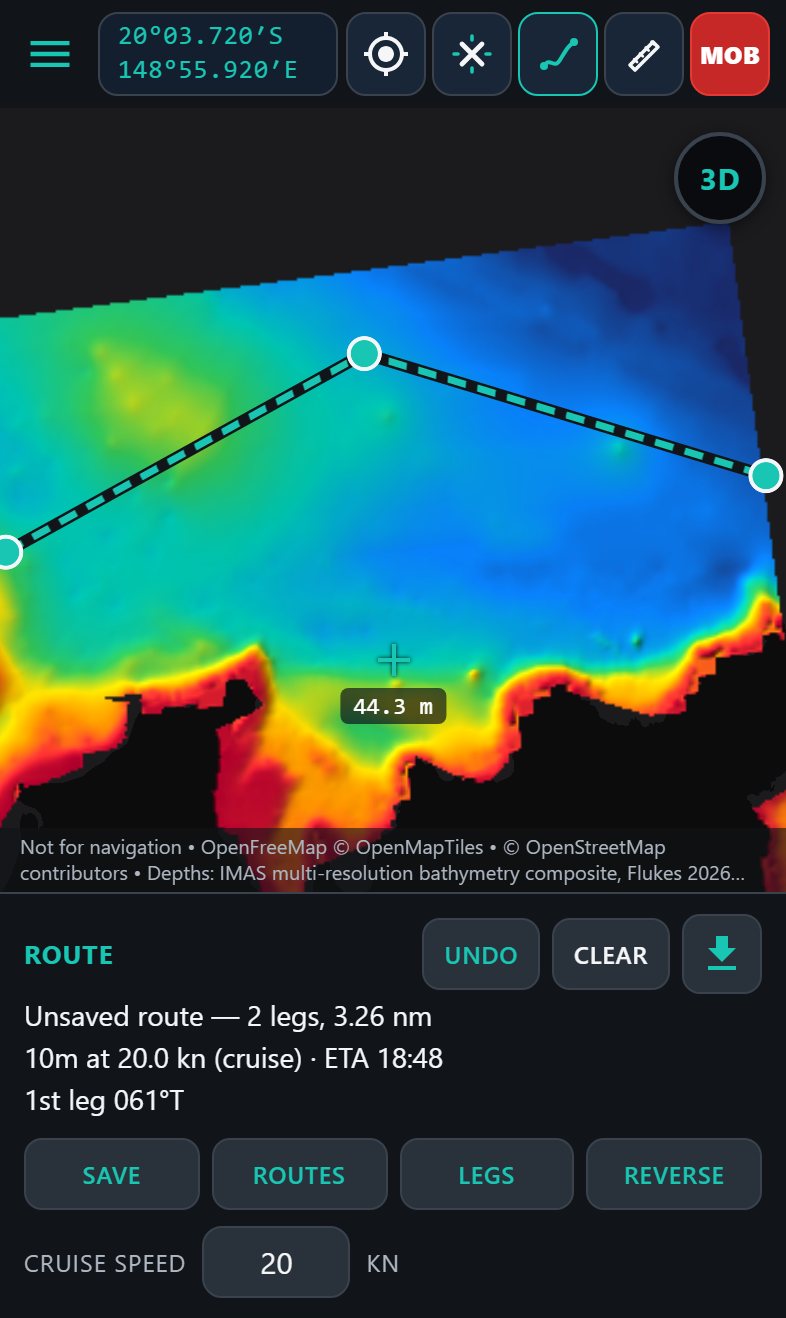 20°03.720’S
148°55.920’E
MOB
3D
44.3 m
Not for navigation • OpenFreeMap © OpenMapTiles • © OpenStreetMap
contributors • Depths: IMAS multi-resolution bathymetry composite, Flukes 2026…
ROUTE
UNDO
CLEAR
Unsaved route — 2 legs, 3.26 nm
10m at 20.0 kn (cruise) · ETA 18:48
1st leg 061°T
SAVE
ROUTES
LEGS
REVERSE
CRUISE SPEED 20 KN